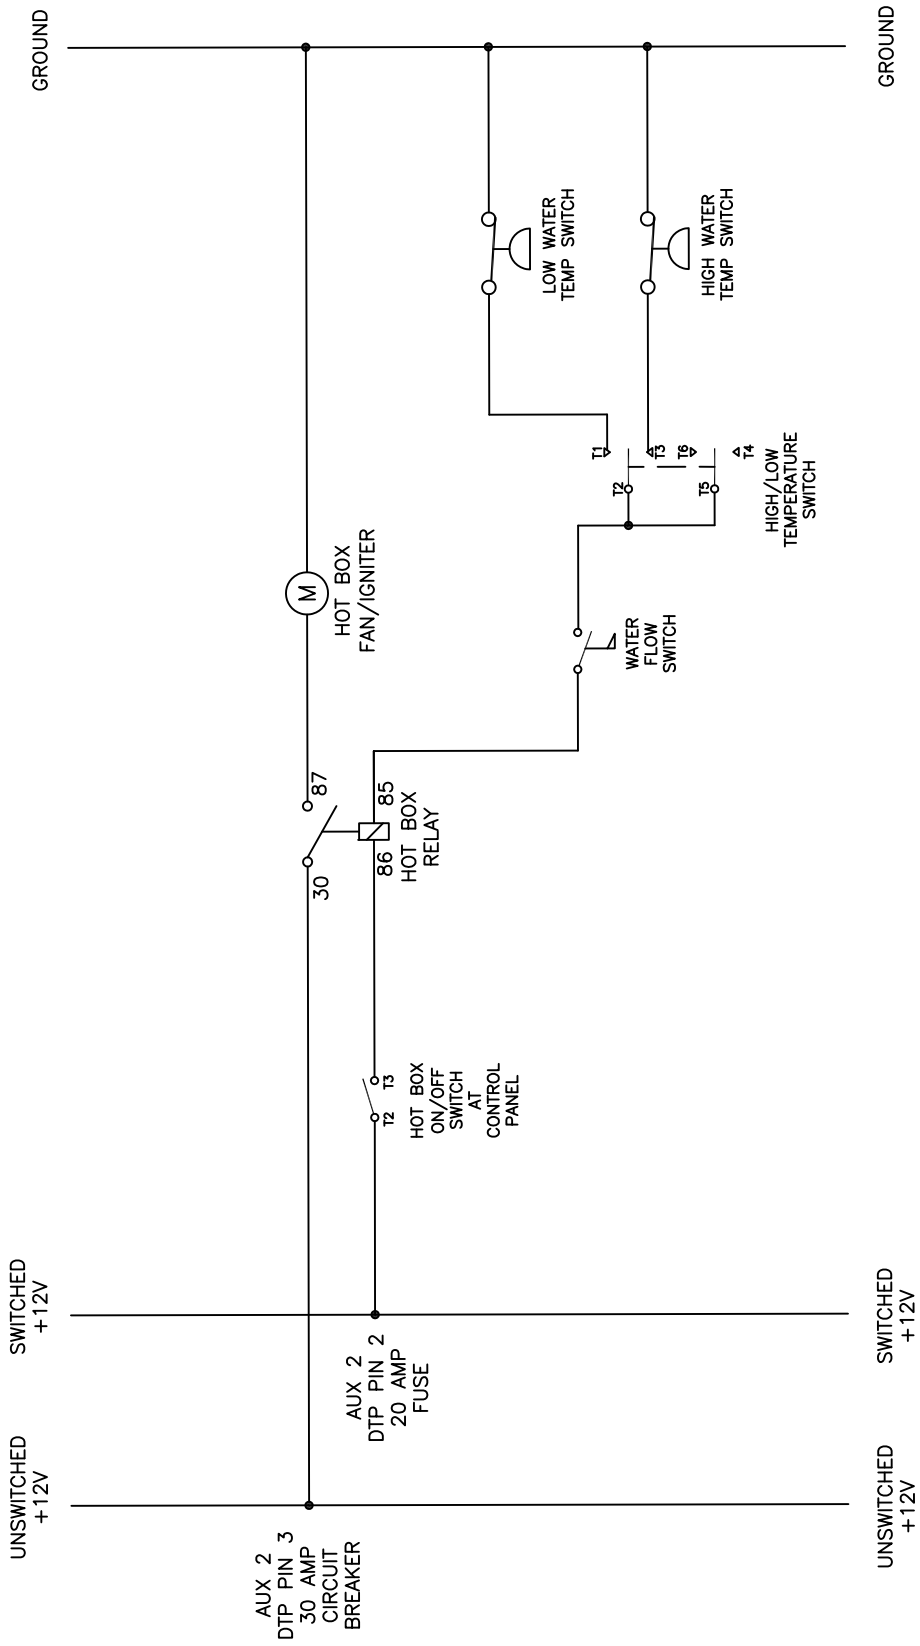 UNSWITCHED
+12V
SWITCHED
+12V
GROUND
AUX 2
DTP PIN 3
30 AMP
CIRCUIT
BREAKER
30
87
M
HOT BOX
FAN/IGNITER
AUX 2
DTP PIN 2
20 AMP
FUSE
T2
T3
HOT BOX
ON/OFF
SWITCH
AT
CONTROL
PANEL
86
85
HOT BOX
RELAY
WATER
FLOW
SWITCH
T2
T1
T3
T5
T6
T4
HIGH/LOW
TEMPERATURE
SWITCH
LOW WATER
TEMP SWITCH
HIGH WATER
TEMP SWITCH
UNSWITCHED
+12V
SWITCHED
+12V
GROUND